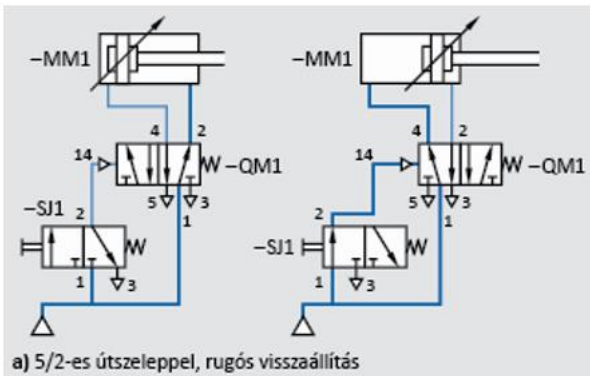 –MM1
–MM1
4 2
4 2
14
–QM1
14
–QM1
5 3
5 3
–SJ1
2
1
2
–SJ1
1
1 3
1 3
a) 5/2-es útszeleppel, rugós visszaállítás